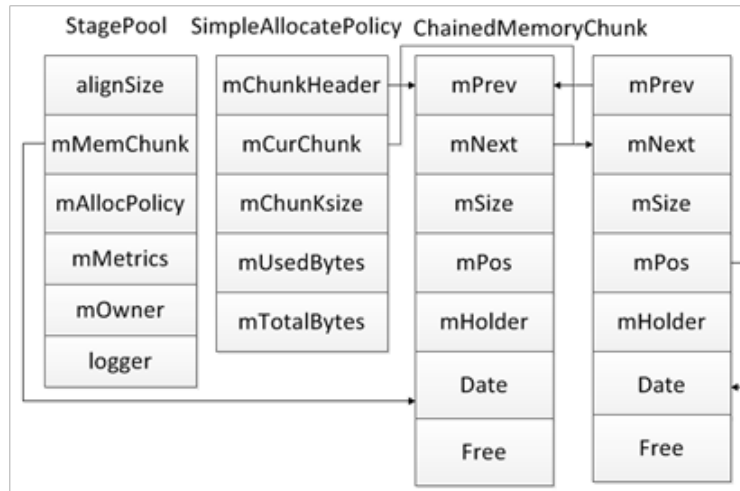 StagePool
SimpleAllocatePolicy
ChainedMemoryChunk
alignSize
mMemChunk
mAllocPolicy
mMetrics
mOwner
logger
mChunkHeader
mCurChunk
mChunKsize
mUsedBytes
mTotalBytes
mPrev
mNext
mSize
mPos
mHolder
Date
Free
mPrev
mNext
mSize
mPos
mHolder
Date
Free